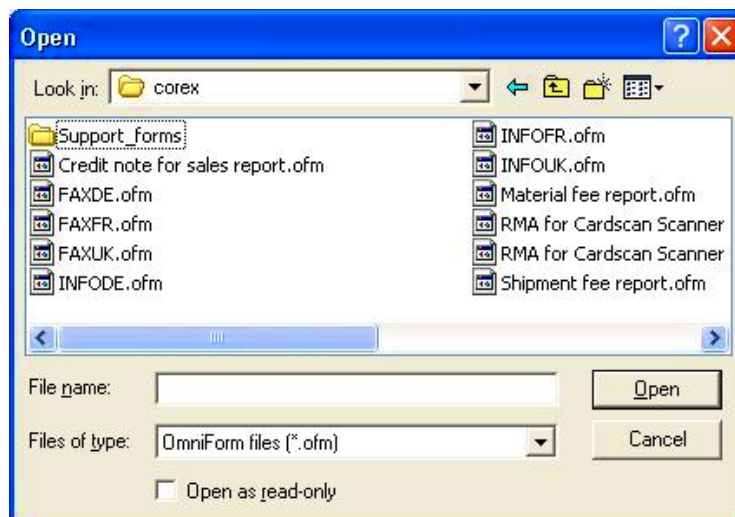 Open
Look in: corex
Support_forms
Credit note for sales report.ofm
FAXDE.ofm
FAXFR.ofm
FAXUK.ofm
INFODE.ofm
INFOFR.ofm
INFOUK.ofm
Material fee report.ofm
RMA for Cardscan Scanner
RMA for Cardscan Scanner
Shipment fee report.ofm
File name: Open
Files of type: OmniForm files (*.ofm) Cancel
Open as read-only